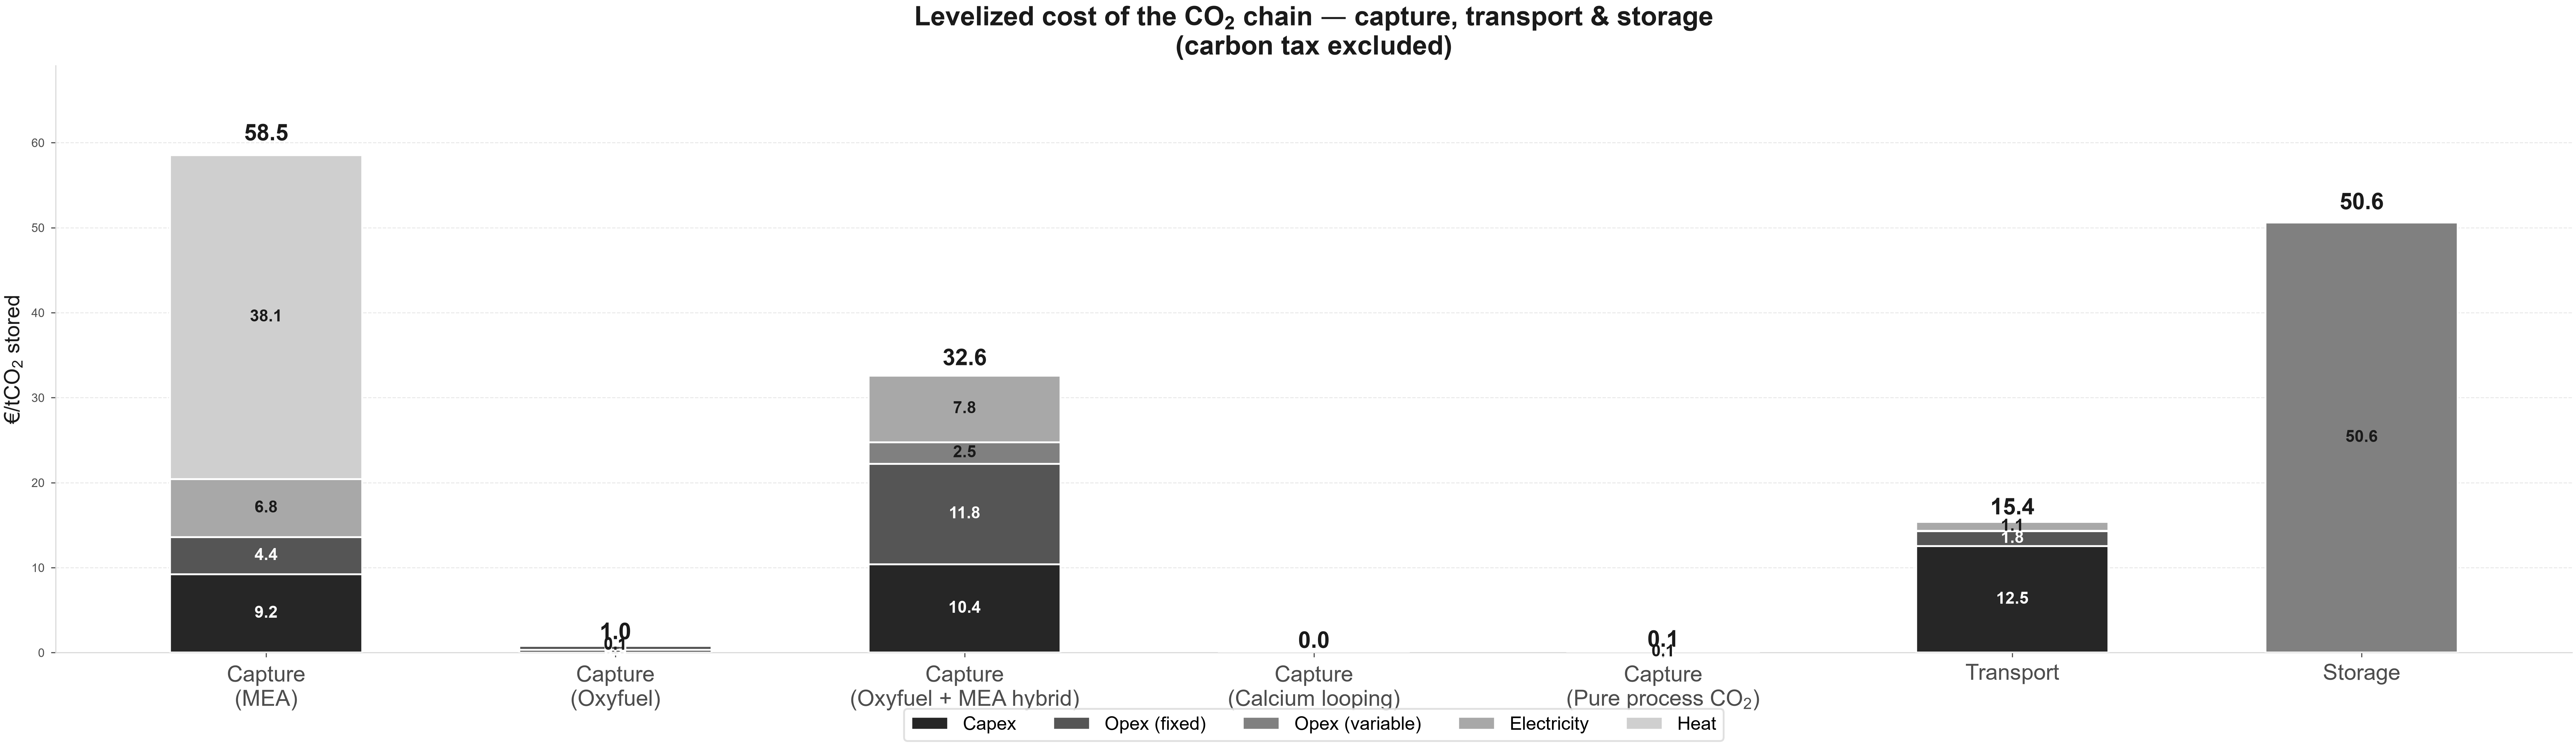 Levelized cost of the CO₂ chain — capture, transport & storage
(carbon tax excluded)
€/tCO₂ stored
60
50
40
30
20
10
0
58.5
38.1
6.8
4.4
9.2
1.0
0.1
32.6
7.8
2.5
11.8
10.4
0.0
0.1
0.1
15.4
1.1
1.8
12.5
50.6
50.6
Capture
(MEA)
Capture
(Oxyfuel)
Capture
(Oxyfuel + MEA hybrid)
Capture
(Calcium looping)
Capture
(Pure process CO₂)
Transport
Storage
Capex
Opex (fixed)
Opex (variable)
Electricity
Heat